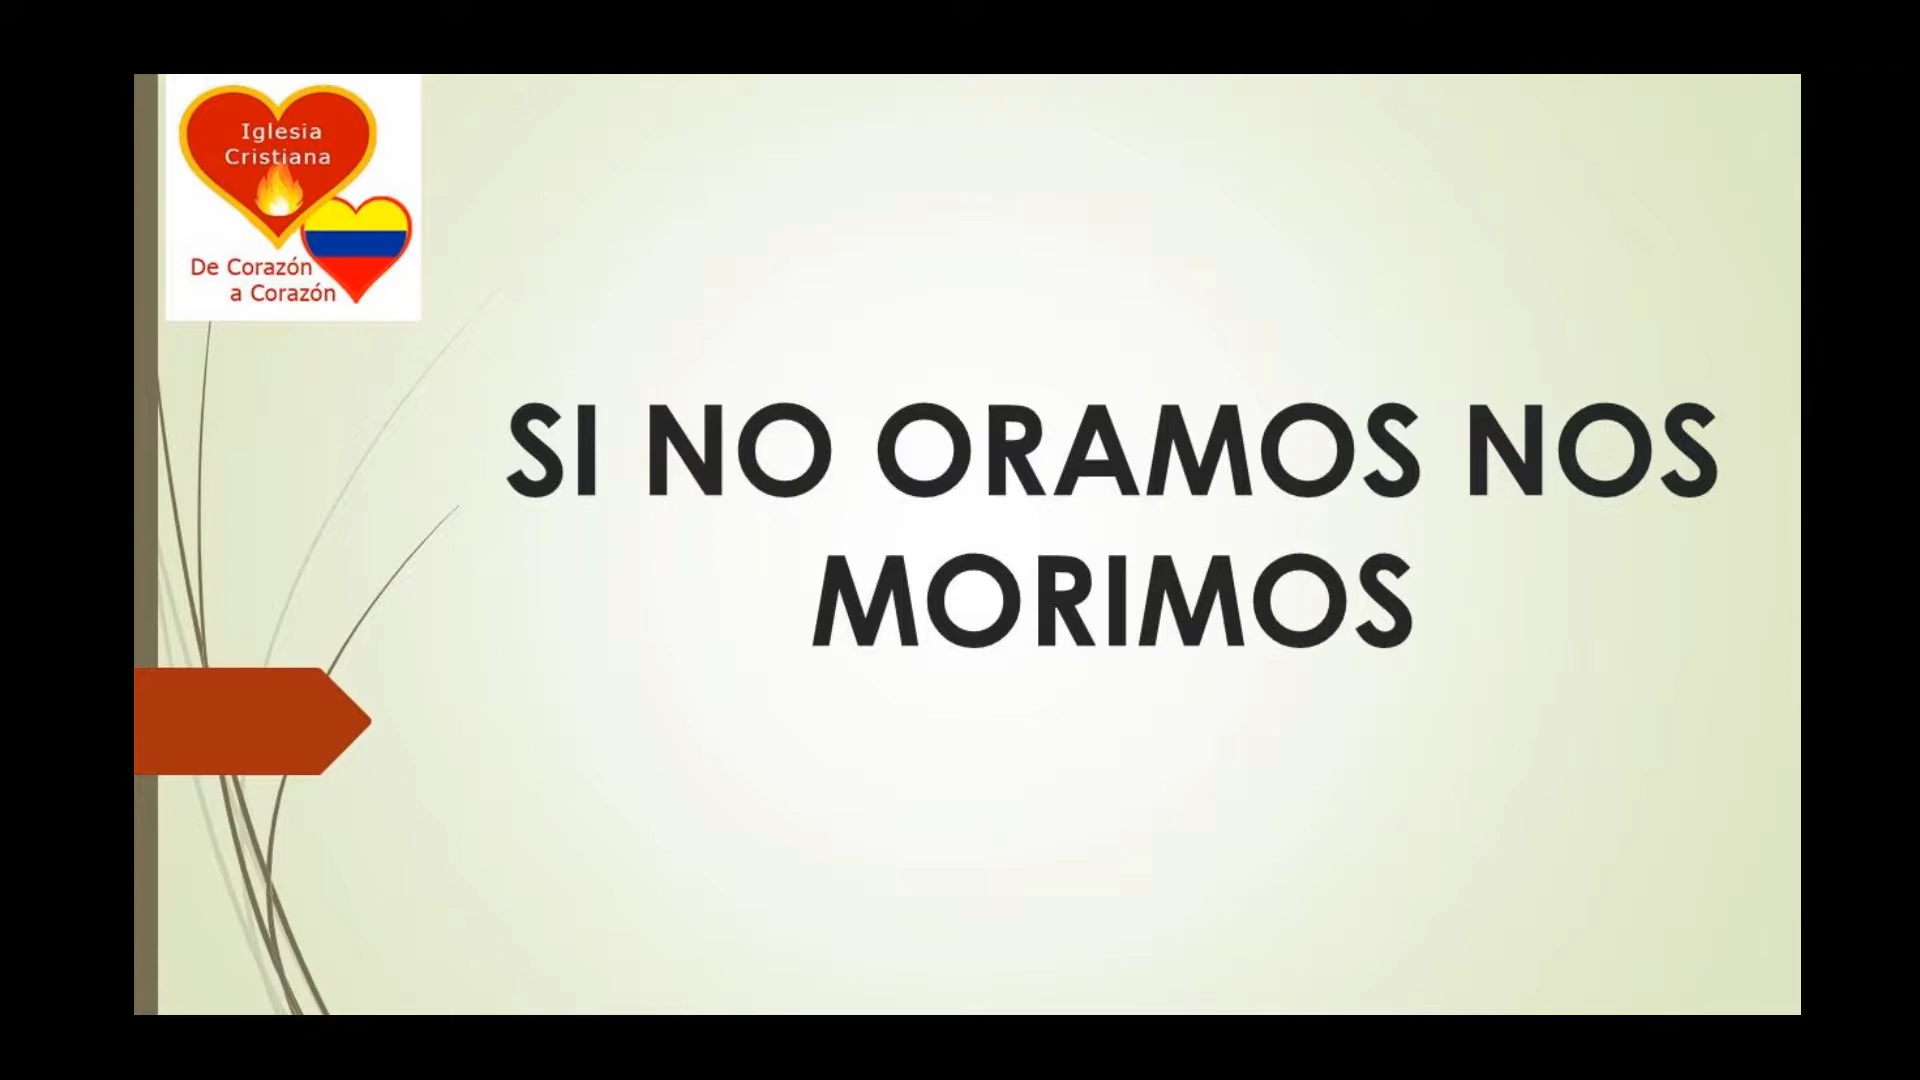 Iglesia
Cristiana
De Corazón
a Corazón
SI NO ORAMOS NOS
MORIMOS